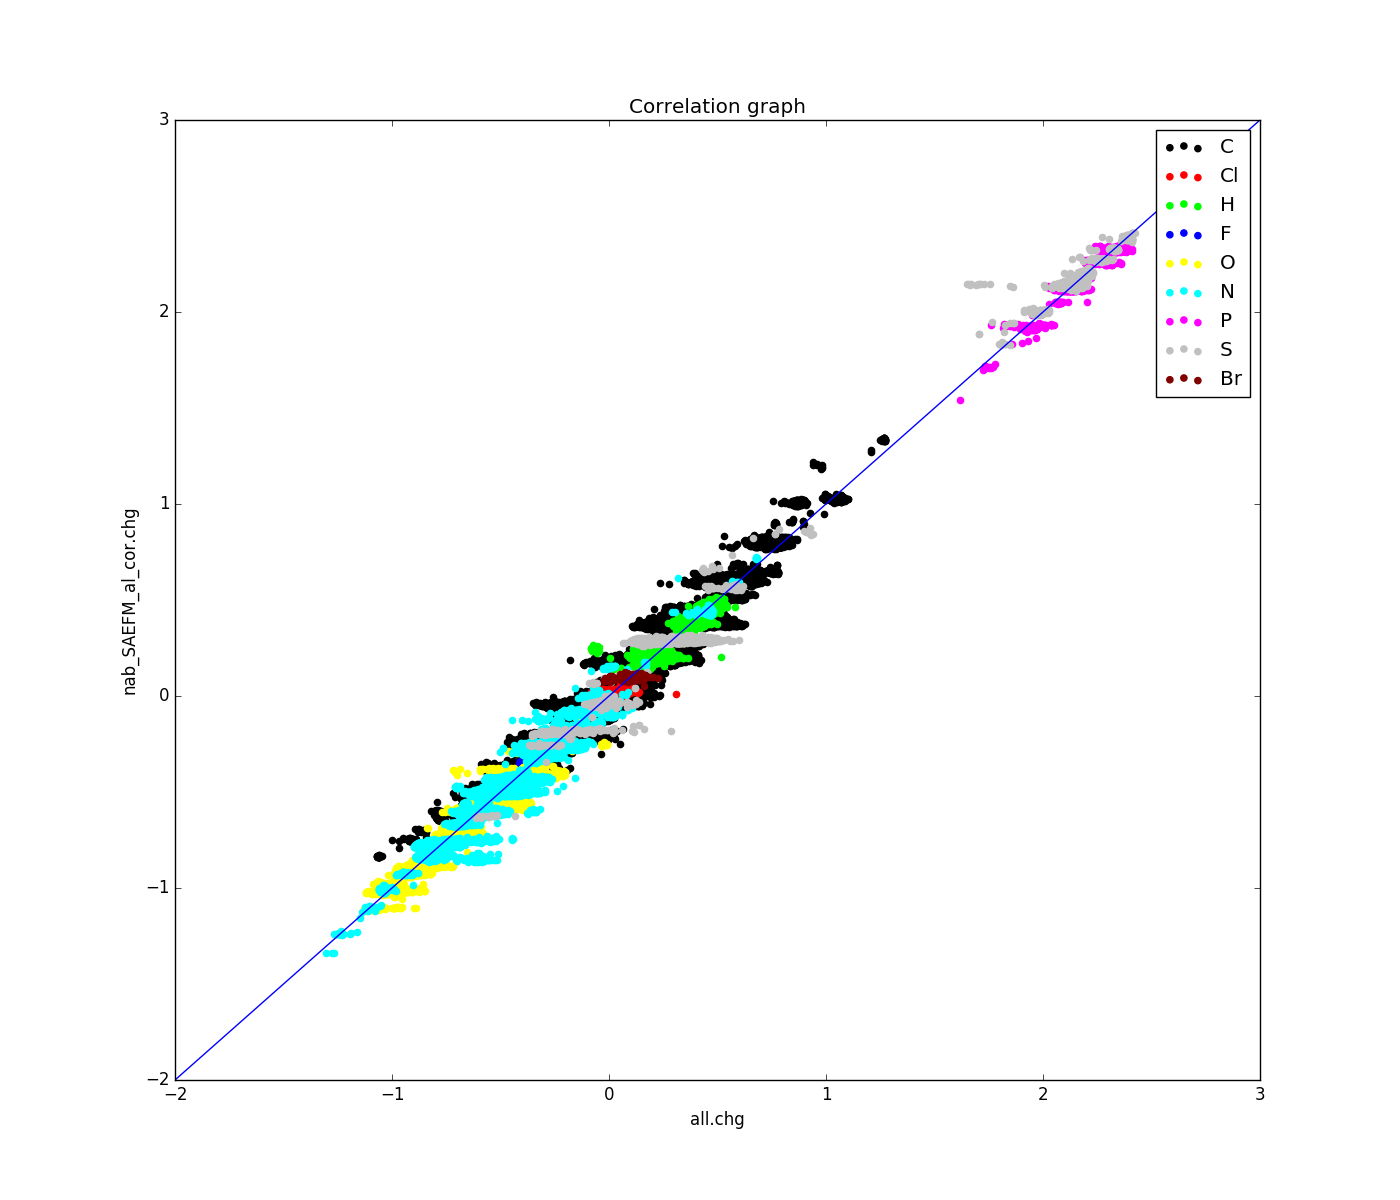 Correlation graph
3
2
1
0
−1
−2
−2
−1
0
1
2
3
nab_SAEFM_al_cor.chg
all.chg
C
Cl
H
F
O
N
P
S
Br